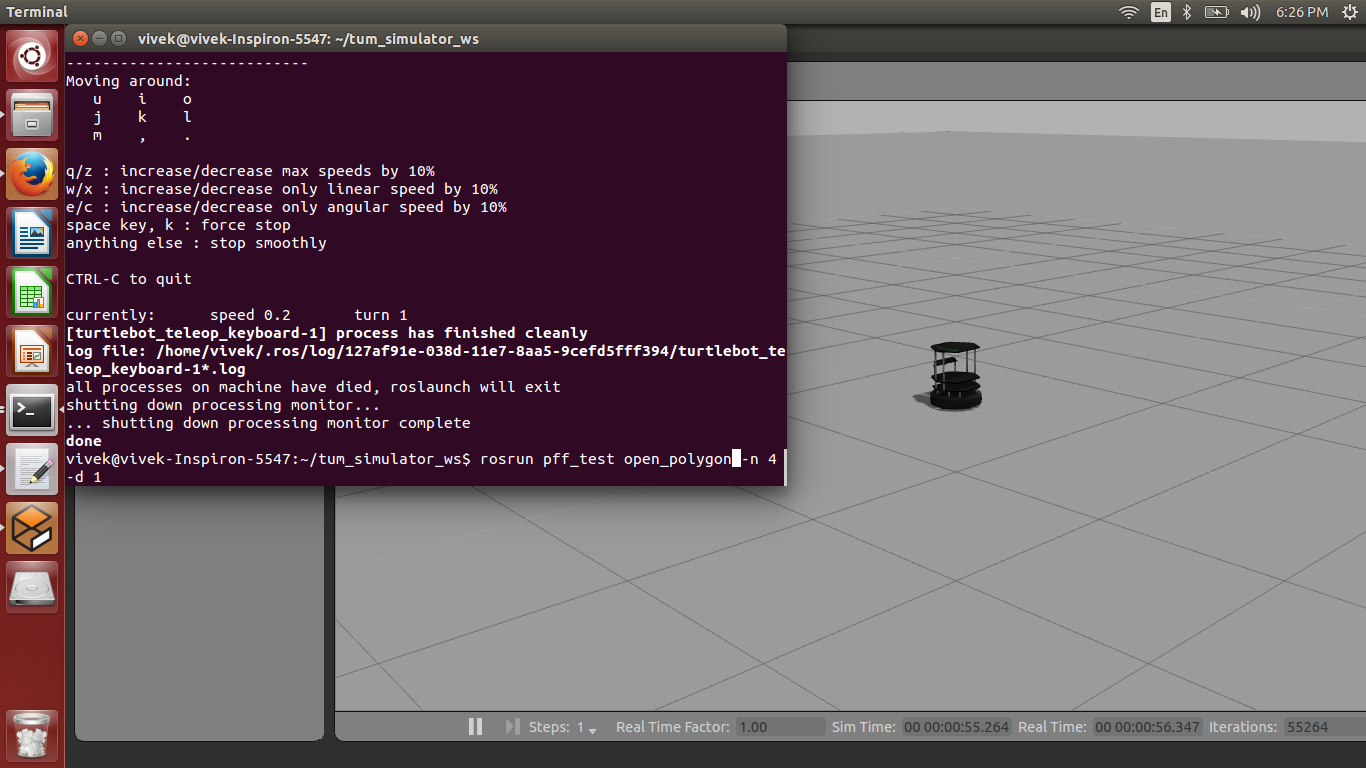 Terminal
En
6:26 PM
vivek@vivek-Inspiron-5547: ~/tum_simulator_ws
---------------------------
Moving around:
u i o
j k l
m , .
q/z : increase/decrease max speeds by 10%
w/x : increase/decrease only linear speed by 10%
e/c : increase/decrease only angular speed by 10%
space key, k : force stop
anything else : stop smoothly
CTRL-C to quit
currently: speed 0.2 turn 1
[turtlebot_teleop_keyboard-1] process has finished cleanly
log file: /home/vivek/.ros/log/127af91e-038d-11e7-8aa5-9cefd5fff394/turtlebot_te
leop_keyboard-1*.log
all processes on machine have died, roslaunch will exit
shutting down processing monitor...
... shutting down processing monitor complete
done
vivek@vivek-Inspiron-5547:~/tum_simulator_ws$ rosrun pff_test open_polygon -n 4
-d 1
Steps: 1 Real Time Factor: 1.00 Sim Time: 00 00:00:55.264 Real Time: 00 00:00:56.347 Iterations: 55264